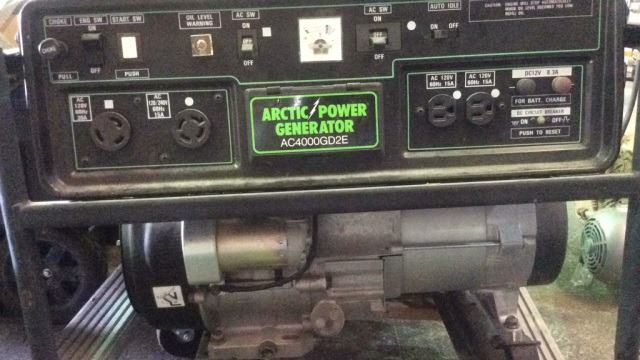 CHOKE
ENG SW
ON
OFF
START SW
PULL
PUSH
OIL LEVEL
WARNING
AC SW
ON
OFF
AC SW
ON
OFF
AUTO IDLE
ON
OFF
CAUTION:
AC
120V
60Hz
AC
120/240V
60Hz
15A
ARCTIC POWER
GENERATOR
AC4000GD2E
AC 120V
60Hz 15A
AC 120V
60Hz 15A
DC12V 8.3A
FOR BATT. CHARGE
DC CIRCUIT BREAKER
ON OFF
PUSH TO RESET